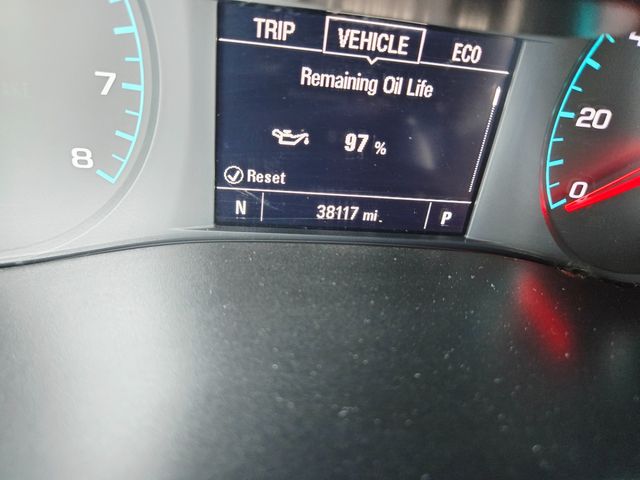 TRIP VEHICLE ECO
Remaining Oil Life
97 %
Reset
N 38117 mi. P
7
8
20
0